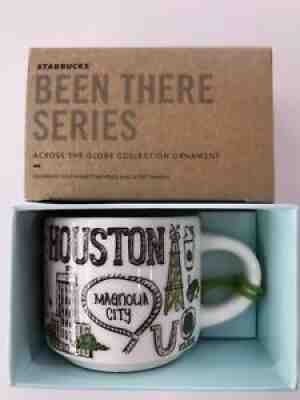 STARBUCKS
BEEN THERE
SERIES
ACROSS THE GLOBE COLLECTION ORNAMENT
HOUSTON
MAGNOLIA
CITY